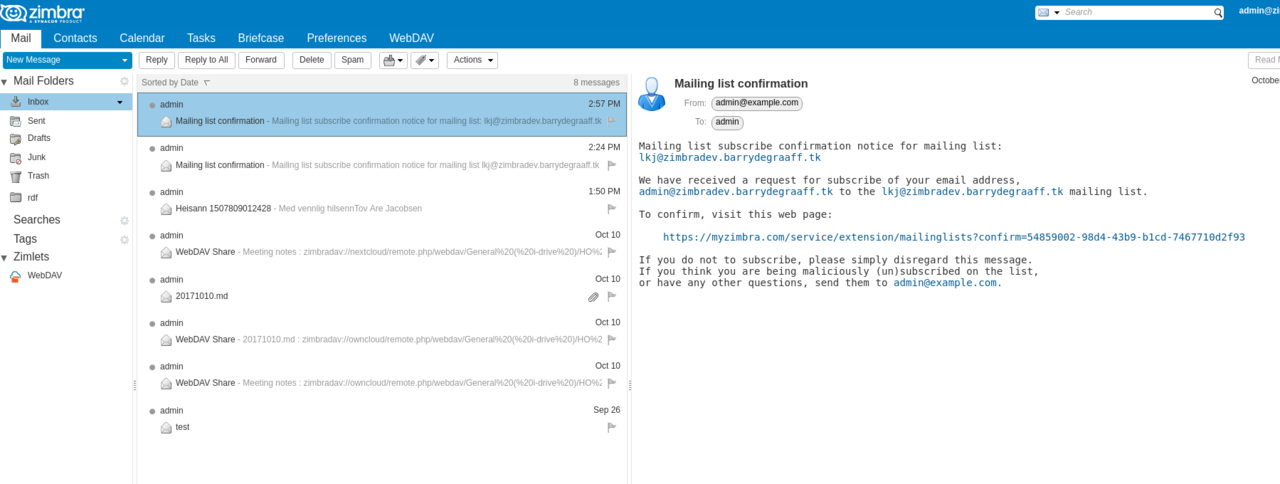 zimbra
A SYNACOR PRODUCT
Search
admin@zi
Mail Contacts Calendar Tasks Briefcase Preferences WebDAV
New Message
Reply Reply to All Forward Delete Spam Actions Read
Mail Folders
Inbox
Sent
Drafts
Junk
Trash
rdf
Searches
Tags
Zimlets
WebDAV
Sorted by Date 8 messages
admin 2:57 PM
Mailing list confirmation - Mailing list subscribe confirmation notice for mailing list: lkj@zimbradev.barrydegraaff.tk
admin 2:24 PM
Mailing list confirmation - Mailing list subscribe confirmation notice for mailing list lkj@zimbradev.barrydegraaff.tk
admin 1:50 PM
Heisann 1507809012428 - Med vennlig hilsennTov Are Jacobsen
admin Oct 10
WebDAV Share - Meeting notes : zimbradav://nextcloud/remote.php/webdav/General%20(%20i-drive%20)/HO%2
admin Oct 10
20171010.md
admin Oct 10
WebDAV Share - 20171010.md : zimbradav://owncloud/remote.php/webdav/General%20(%20i-drive%20)/HO%
admin Oct 10
WebDAV Share - Meeting notes : zimbradav://owncloud/remote.php/webdav/General%20(%20i-drive%20)/HO%2
admin Sep 26
test
Mailing list confirmation
Octobe
From: admin@example.com
To: admin
Mailing list subscribe confirmation notice for mailing list:
lkj@zimbradev.barrydegraaff.tk
We have received a request for subscribe of your email address,
admin@zimbradev.barrydegraaff.tk to the lkj@zimbradev.barrydegraaff.tk mailing list.
To confirm, visit this web page:
https://myzimbra.com/service/extension/mailinglists?confirm=54859002-98d4-43b9-b1cd-7467710d2f93
If you do not to subscribe, please simply disregard this message.
If you think you are being maliciously (un)subscribed on the list,
or have any other questions, send them to admin@example.com.